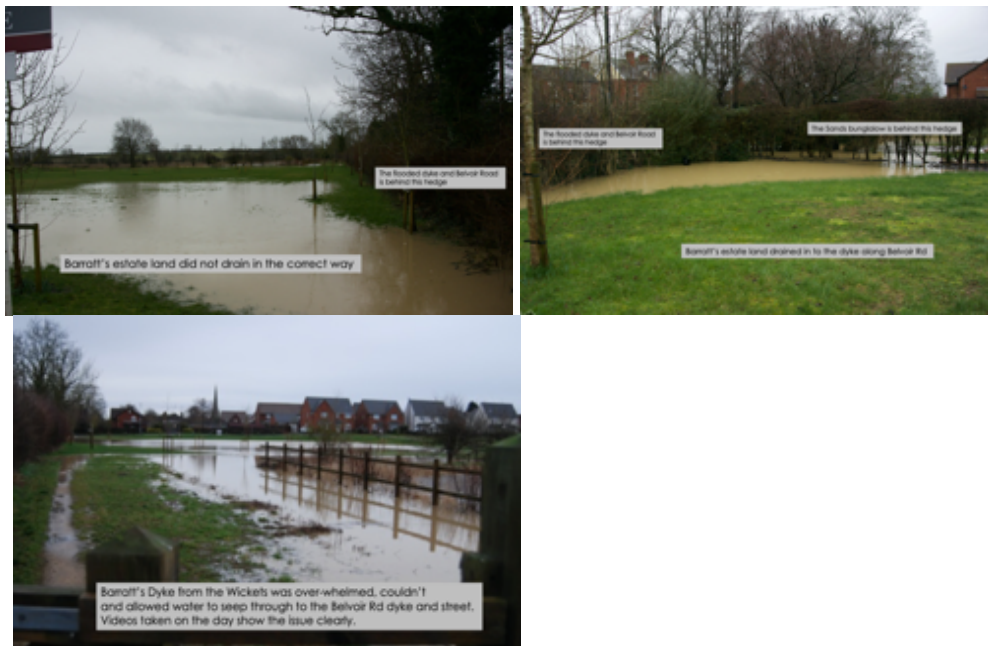 The flooded dyke and Belvoir Road
is behind this hedge
Barratt's estate land did not drain in the correct way
The flooded dyke and Belvoir Road
is behind this hedge
The Sands bunglalow is behind this hedge
Barratt's estate land drained in to the dyke along Belvoir Rd
Barratt's Dyke from the Wickets was over-whelmed, couldn't
and allowed water to seep through to the Belvoir Rd dyke and street.
Videos taken on the day show the issue clearly.